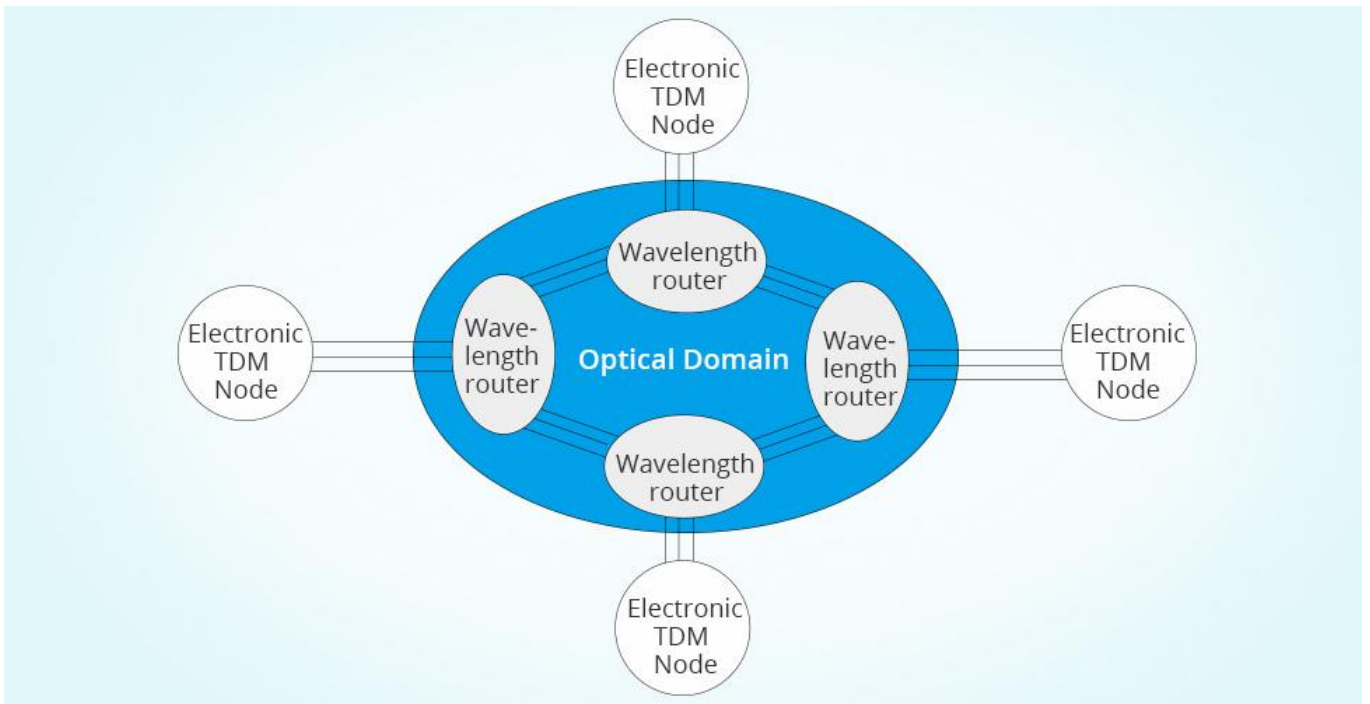 Electronic
TDM
Node
Wavelength
router
Electronic
TDM
Node
Wave-
length
router
Optical Domain
Wave-
length
router
Electronic
TDM
Node
Wavelength
router
Electronic
TDM
Node